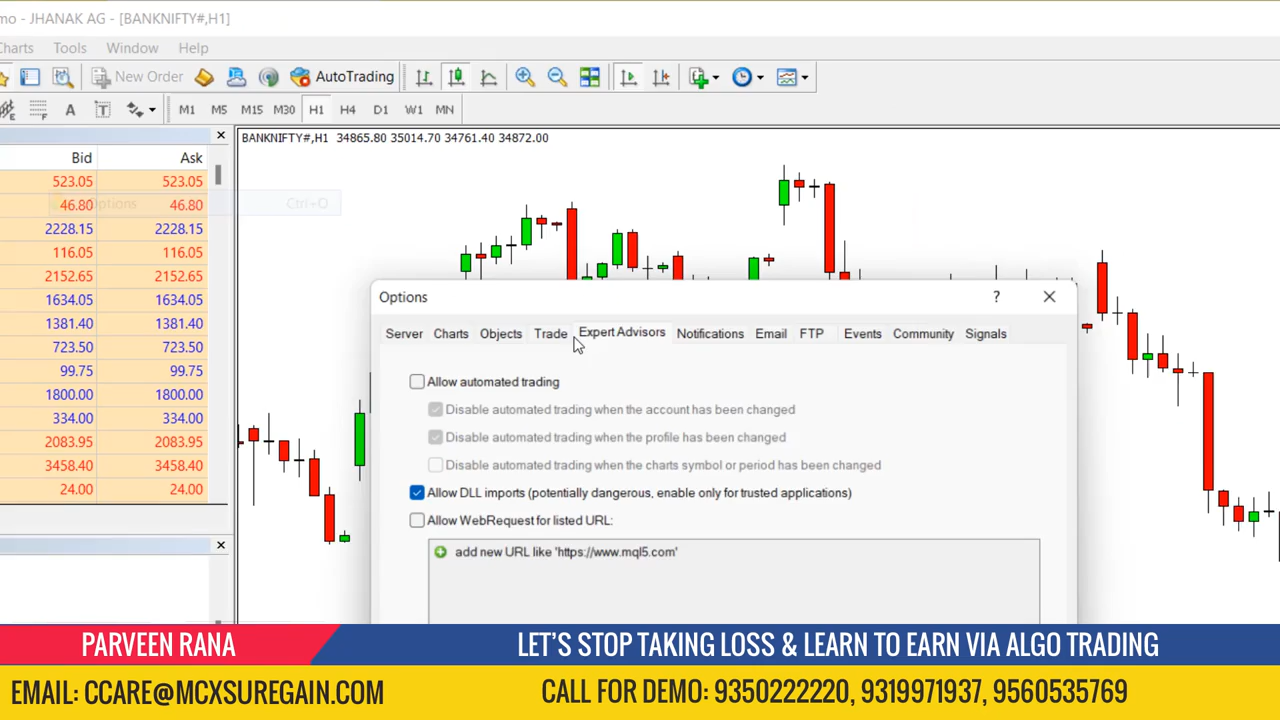 mo - JHANAK AG - [BANKNIFTY#,H1]
Charts Tools Window Help
New Order AutoTrading
A T M1 M5 M15 M30 H1 H4 D1 W1 MN
BANKNIFTY#,H1 34865.80 35014.70 34761.40 34872.00
Bid Ask
523.05 523.05
46.80 46.80
Options Ctrl+O
2228.15 2228.15
116.05 116.05
2152.65 2152.65
1634.05 1634.05
1381.40 1381.40
723.50 723.50
99.75 99.75
1800.00 1800.00
334.00 334.00
2083.95 2083.95
3458.40 3458.40
24.00 24.00
Options
Server Charts Objects Trade Expert Advisors Notifications Email FTP Events Community Signals
Allow automated trading
Disable automated trading when the account has been changed
Disable automated trading when the profile has been changed
Disable automated trading when the charts symbol or period has been changed
Allow DLL imports (potentially dangerous, enable only for trusted applications)
Allow WebRequest for listed URL:
add new URL like 'https://www.mql5.com'
PARVEEN RANA
LET'S STOP TAKING LOSS & LEARN TO EARN VIA ALGO TRADING
EMAIL: CCARE@MCXSUREGAIN.COM
CALL FOR DEMO: 9350222220, 9319971937, 9560535769